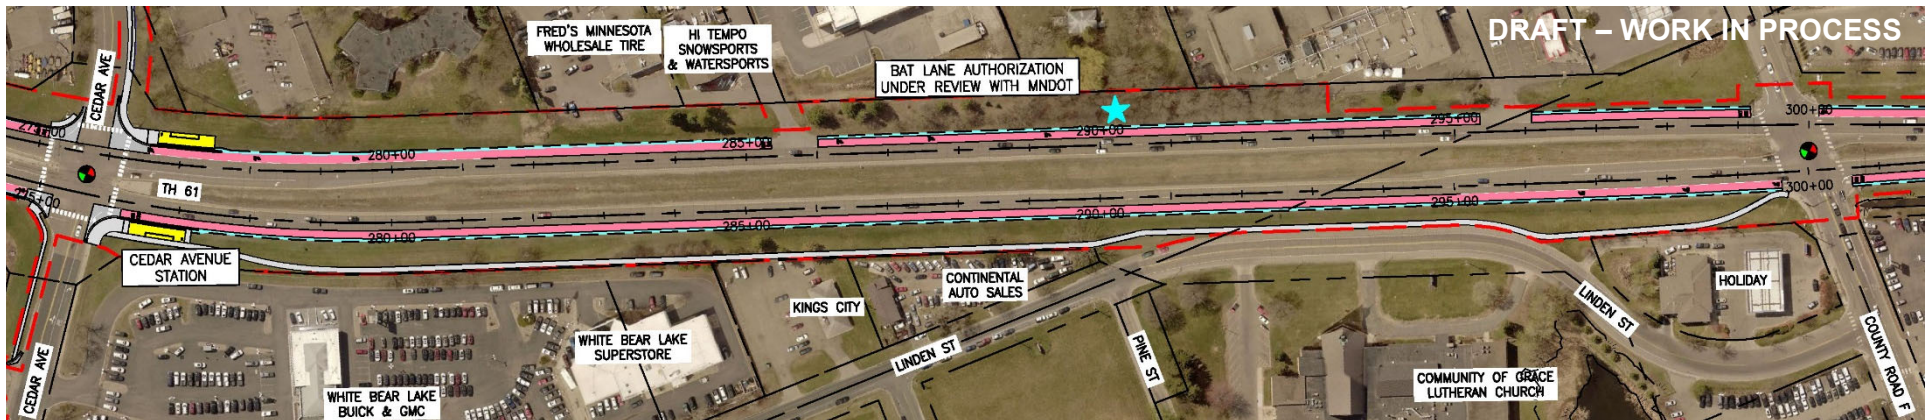 DRAFT – WORK IN PROCESS
FRED'S MINNESOTA
WHOLESALE TIRE
HI TEMPO
SNOWSPORTS
& WATERSPORTS
BAT LANE AUTHORIZATION
UNDER REVIEW WITH MNDOT
CEDAR AVE
280+00
285+00
290+00
295+00
300+00
TH 61
275+00
280+00
285+00
290+00
295+00
300+00
CEDAR AVENUE
STATION
CEDAR AVE
WHITE BEAR LAKE
BUICK & GMC
WHITE BEAR LAKE
SUPERSTORE
KINGS CITY
CONTINENTAL
AUTO SALES
LINDEN ST
PINE ST
COMMUNITY OF GRACE
LUTHERAN CHURCH
LINDEN ST
HOLIDAY
COUNTY ROAD F